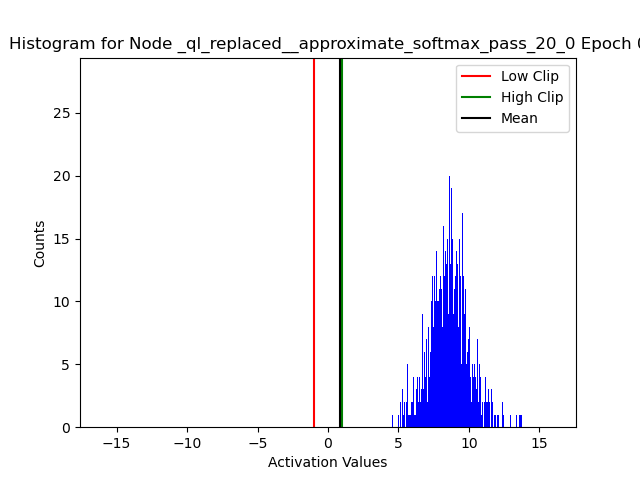 Histogram for Node _ql_replaced__approximate_softmax_pass_20_0 Epoch 0
Low Clip
High Clip
Mean
Counts
25
20
15
10
5
0
−15
−10
−5
0
5
10
15
Activation Values